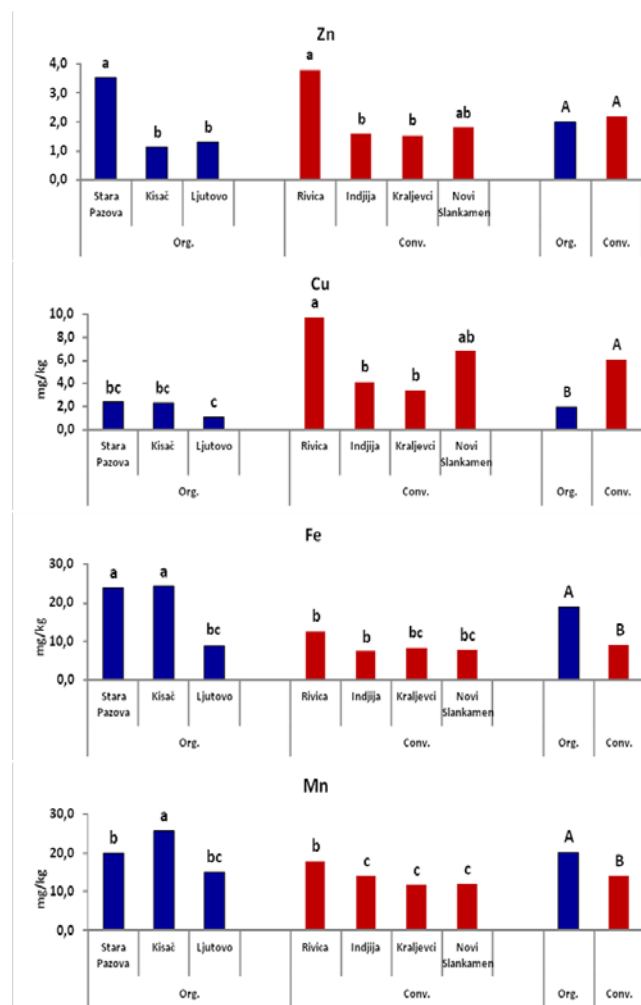 Zn
a a
b b b b ab A A
4,0
3,0
2,0
1,0
0,0
Stara Pazova Kisač Ljutovo Rivica Indjija Kraljevci Novi Slankamen Org. Conv.
Org. Conv.
Cu
a
bc bc c b b ab B A
mg/kg
10,0
8,0
6,0
4,0
2,0
0,0
Stara Pazova Kisač Ljutovo Rivica Indjija Kraljevci Novi Slankamen Org. Conv.
Org. Conv.
Fe
a a bc b b bc bc A B
mg/kg
30,0
20,0
10,0
0,0
Stara Pazova Kisač Ljutovo Rivica Indjija Kraljevci Novi Slankamen Org. Conv.
Org. Conv.
Mn
b a bc b c c c A B
mg/kg
30,0
20,0
10,0
0,0
Stara Pazova Kisač Ljutovo Rivica Indjija Kraljevci Novi Slankamen Org. Conv.
Org. Conv.